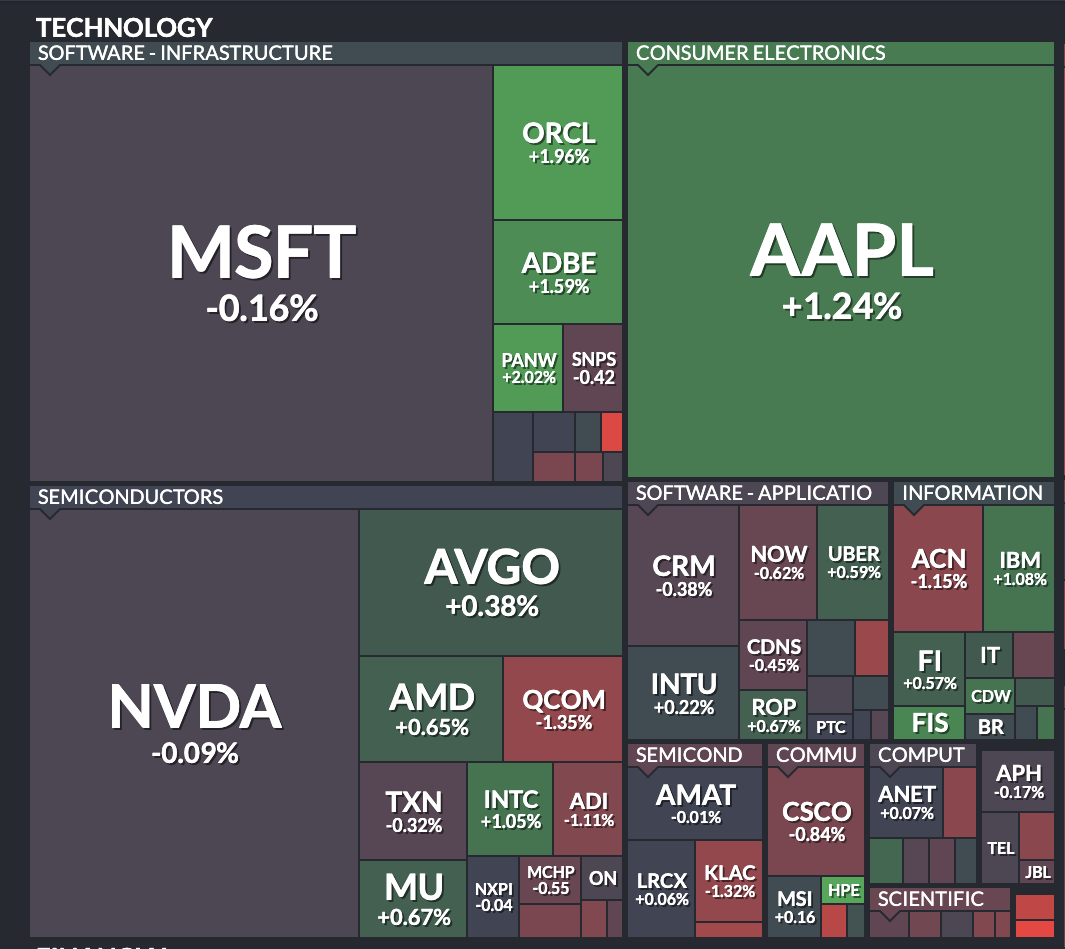 TECHNOLOGY
SOFTWARE - INFRASTRUCTURE
MSFT
-0.16%
ORCL
+1.96%
ADBE
+1.59%
PANW
+2.02%
SNPS
-0.42
CONSUMER ELECTRONICS
AAPL
+1.24%
SEMICONDUCTORS
NVDA
-0.09%
AVGO
+0.38%
AMD
+0.65%
QCOM
-1.35%
TXN
-0.32%
INTC
+1.05%
ADI
-1.11%
MU
+0.67%
NXPI
-0.04
MCHP
-0.55
ON
SOFTWARE - APPLICATIO
CRM
-0.38%
NOW
-0.62%
UBER
+0.59%
INTU
+0.22%
CDNS
-0.45%
ROP
+0.67%
PTC
INFORMATION
ACN
-1.15%
IBM
+1.08%
FI
+0.57%
IT
CDW
FIS
BR
SEMICOND
AMAT
-0.01%
LRCX
+0.06%
KLAC
-1.32%
COMMU
CSCO
-0.84%
MSI
+0.16
HPE
COMPUT
ANET
+0.07%
APH
-0.17%
TEL
JBL
SCIENTIFIC